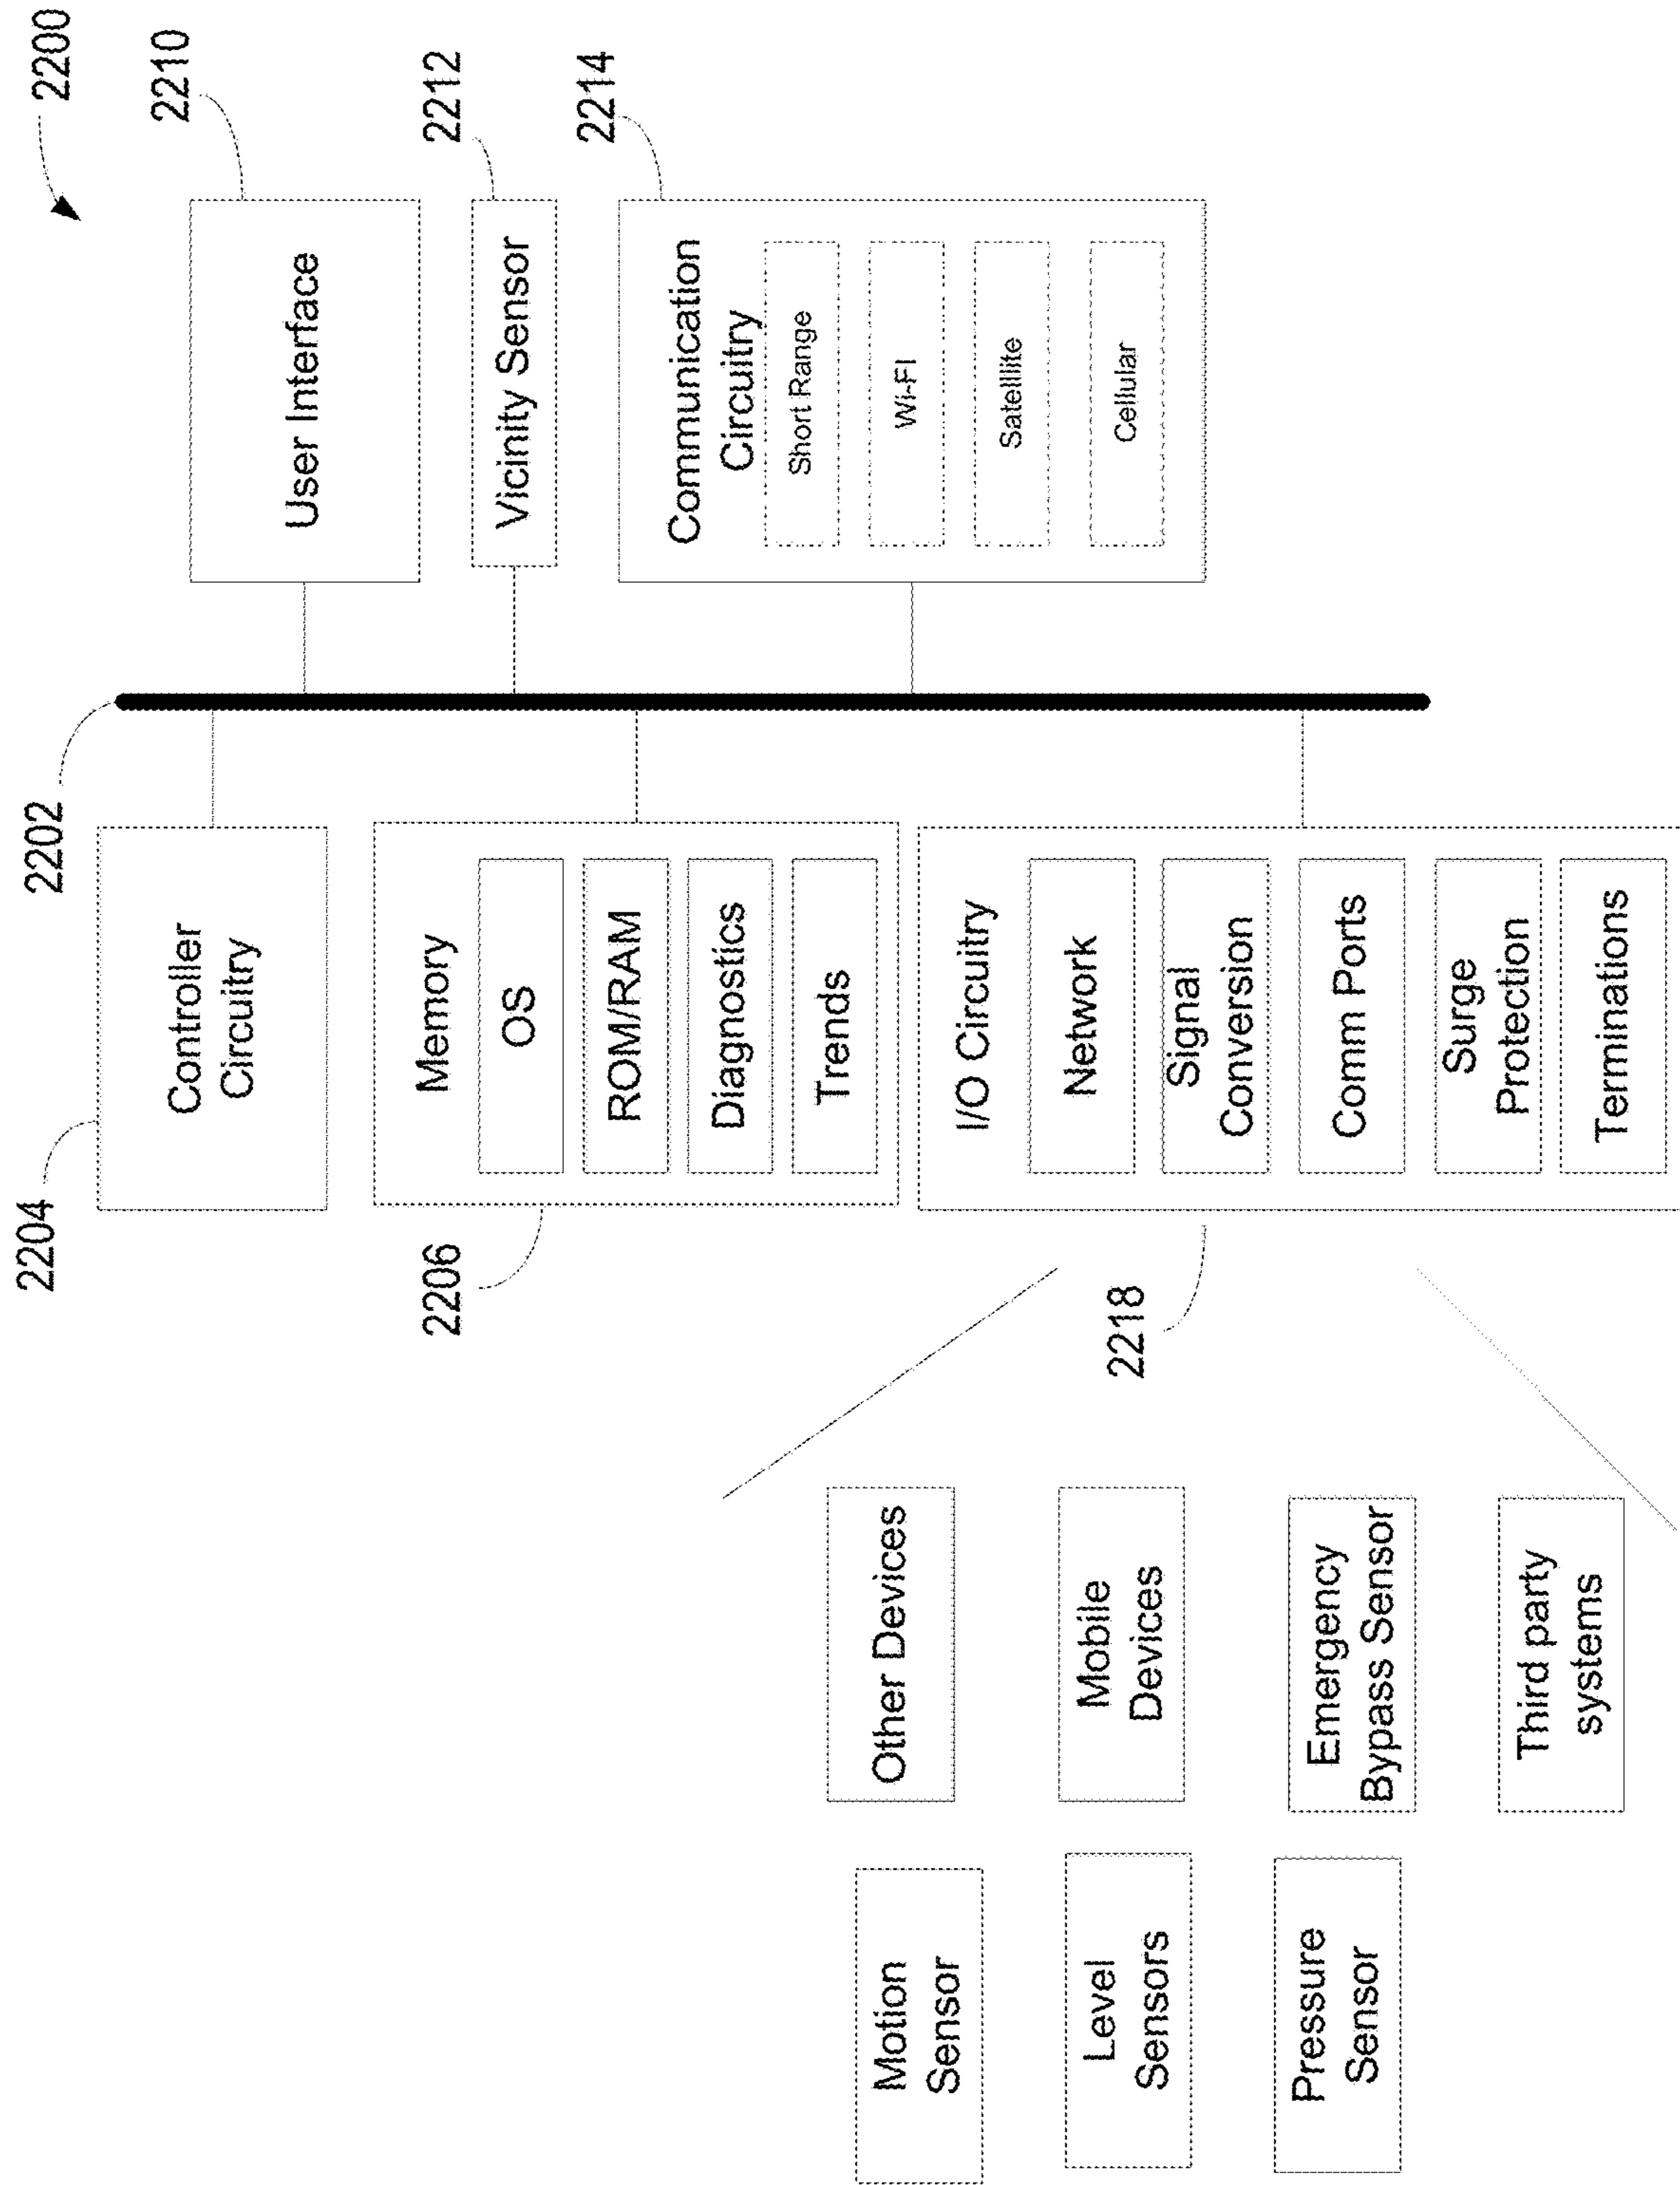 2200
2202
2204
Controller
Circuitry
2210
User Interface
2206
Memory
OS
ROM/RAM
Diagnostics
Trends
2212
Vicinity Sensor
2214
Communication
Circuitry
Short Range
Wi-FI
Satelllite
Cellular
2218
I/O Circuitry
Network
Signal
Conversion
Comm Ports
Surge
Protection
Terminations
Motion
Sensor
Other Devices
Level
Sensors
Mobile
Devices
Pressure
Sensor
Emergency
Bypass Sensor
Third party
systems